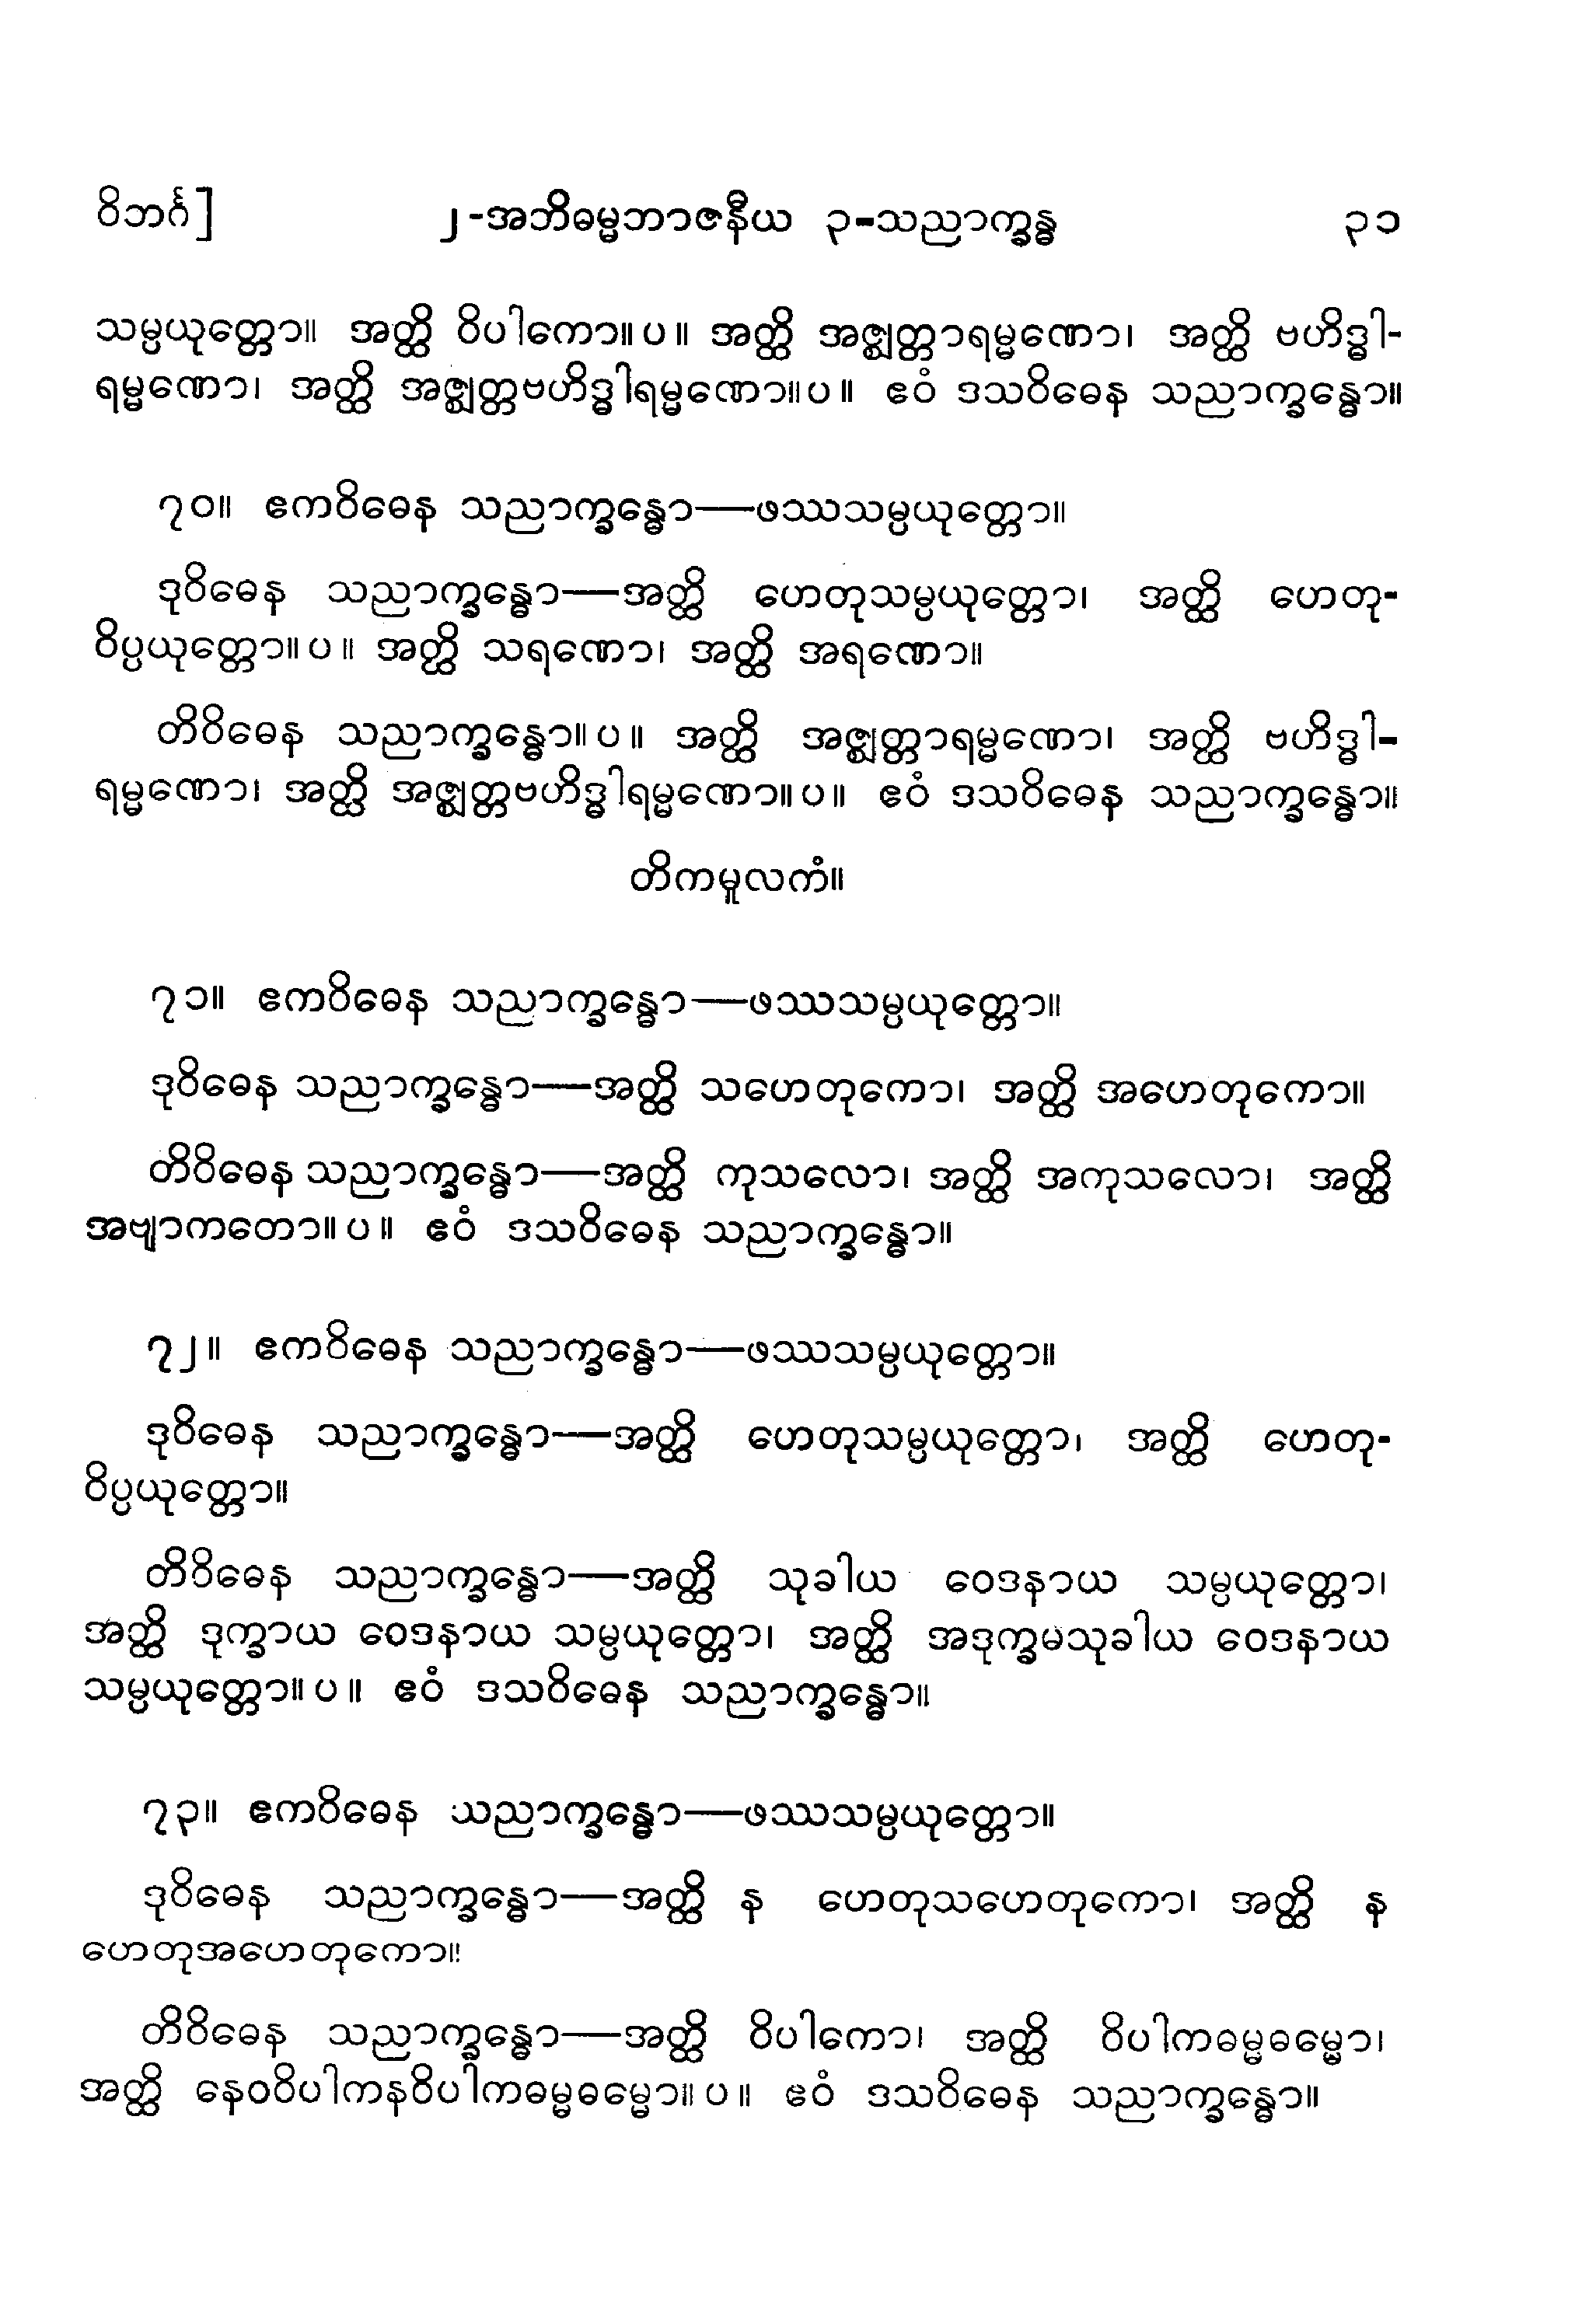 ဝိဘင်္ဂ] ၂-အဘိဓမ္မဘာဇနီယ ၃-သညာက္ခန္ဓ ၃၁
သမ္ပယုတ္တော။ အတ္ထိ ဝိပါကော။ပ။ အတ္ထိ အဇ္ဈတ္တာရမ္မဏော၊ အတ္ထိ ဗဟိဒ္ဓါ-
ရမ္မဏော၊ အတ္ထိ အဇ္ဈတ္တဗဟိဒ္ဓါရမ္မဏော။ပ။ ဧဝံ ဒသဝိဓေန သညာက္ခန္ဓော။
၇၀။ ဧကဝိဓေန သညာက္ခန္ဓော—ဖဿသမ္ပယုတ္တော။
ဒုဝိဓေန သညာက္ခန္ဓော—အတ္ထိ ဟေတုသမ္ပယုတ္တော၊ အတ္ထိ ဟေတု-
ဝိပ္ပယုတ္တော။ပ။ အတ္ထိ သရဏော၊ အတ္ထိ အရဏော။
တိဝိဓေန သညာက္ခန္ဓော။ပ။ အတ္ထိ အဇ္ဈတ္တာရမ္မဏော၊ အတ္ထိ ဗဟိဒ္ဓါ-
ရမ္မဏော၊ အတ္ထိ အဇ္ဈတ္တဗဟိဒ္ဓါရမ္မဏော။ပ။ ဧဝံ ဒသဝိဓေန သညာက္ခန္ဓော။
တိကမူလကံ။
၇၁။ ဧကဝိဓေန သညာက္ခန္ဓော—ဖဿသမ္ပယုတ္တော။
ဒုဝိဓေန သညာက္ခန္ဓော—အတ္ထိ သဟေတုကော၊ အတ္ထိ အဟေတုကော။
တိဝိဓေန သညာက္ခန္ဓော—အတ္ထိ ကုသလော၊ အတ္ထိ အကုသလော၊ အတ္ထိ
အဗျာကတော။ပ။ ဧဝံ ဒသဝိဓေန သညာက္ခန္ဓော။
၇၂။ ဧကဝိဓေန သညာက္ခန္ဓော—ဖဿသမ္ပယုတ္တော။
ဒုဝိဓေန သညာက္ခန္ဓော—အတ္ထိ ဟေတုသမ္ပယုတ္တော၊ အတ္ထိ ဟေတု-
ဝိပ္ပယုတ္တော။
တိဝိဓေန သညာက္ခန္ဓော—အတ္ထိ သုခါယ ဝေဒနာယ သမ္ပယုတ္တော၊
အတ္ထိ ဒုက္ခာယ ဝေဒနာယ သမ္ပယုတ္တော၊ အတ္ထိ အဒုက္ခမသုခါယ ဝေဒနာယ
သမ္ပယုတ္တော။ပ။ ဧဝံ ဒသဝိဓေန သညာက္ခန္ဓော။
၇၃။ ဧကဝိဓေန သညာက္ခန္ဓော—ဖဿသမ္ပယုတ္တော။
ဒုဝိဓေန သညာက္ခန္ဓော—အတ္ထိ န ဟေတုသဟေတုကော၊ အတ္ထိ န
ဟေတုအဟေတုကော။
တိဝိဓေန သညာက္ခန္ဓော—အတ္ထိ ဝိပါကော၊ အတ္ထိ ဝိပါကဓမ္မဓမ္မော၊
အတ္ထိ နေဝဝိပါကနဝိပါကဓမ္မဓမ္မော။ပ။ ဧဝံ ဒသဝိဓေန သညာက္ခန္ဓော။